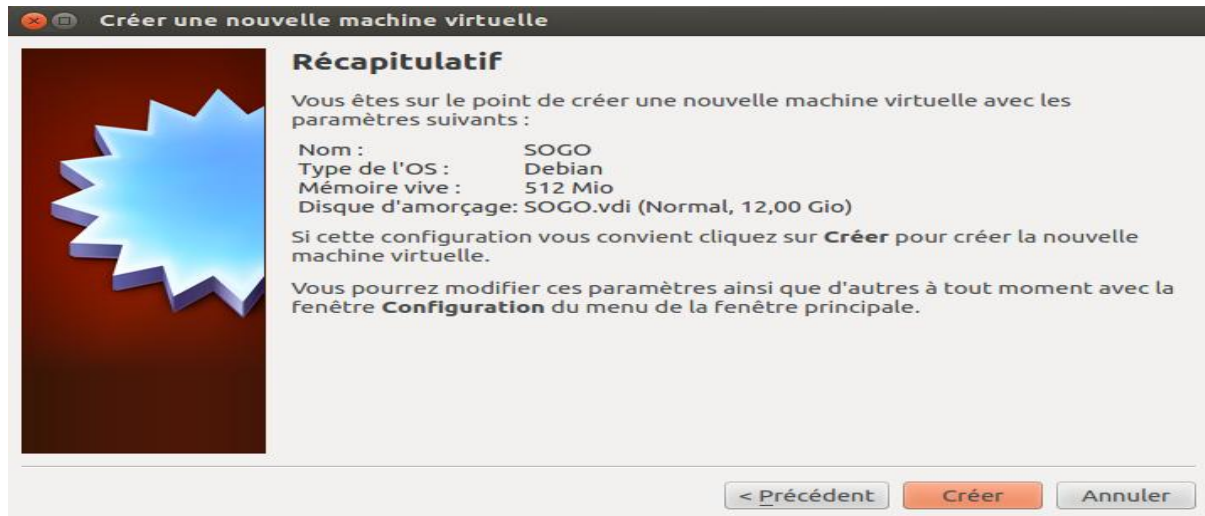 Créer une nouvelle machine virtuelle
Récapitulatif
Vous êtes sur le point de créer une nouvelle machine virtuelle avec les
paramètres suivants :
Nom : SOGO
Type de l'OS : Debian
Mémoire vive : 512 Mio
Disque d'amorçage: SOGO.vdi (Normal, 12,00 Gio)
Si cette configuration vous convient cliquez sur Créer pour créer la nouvelle
machine virtuelle.
Vous pourrez modifier ces paramètres ainsi que d'autres à tout moment avec la
fenêtre Configuration du menu de la fenêtre principale.
< Précédent Créer Annuler